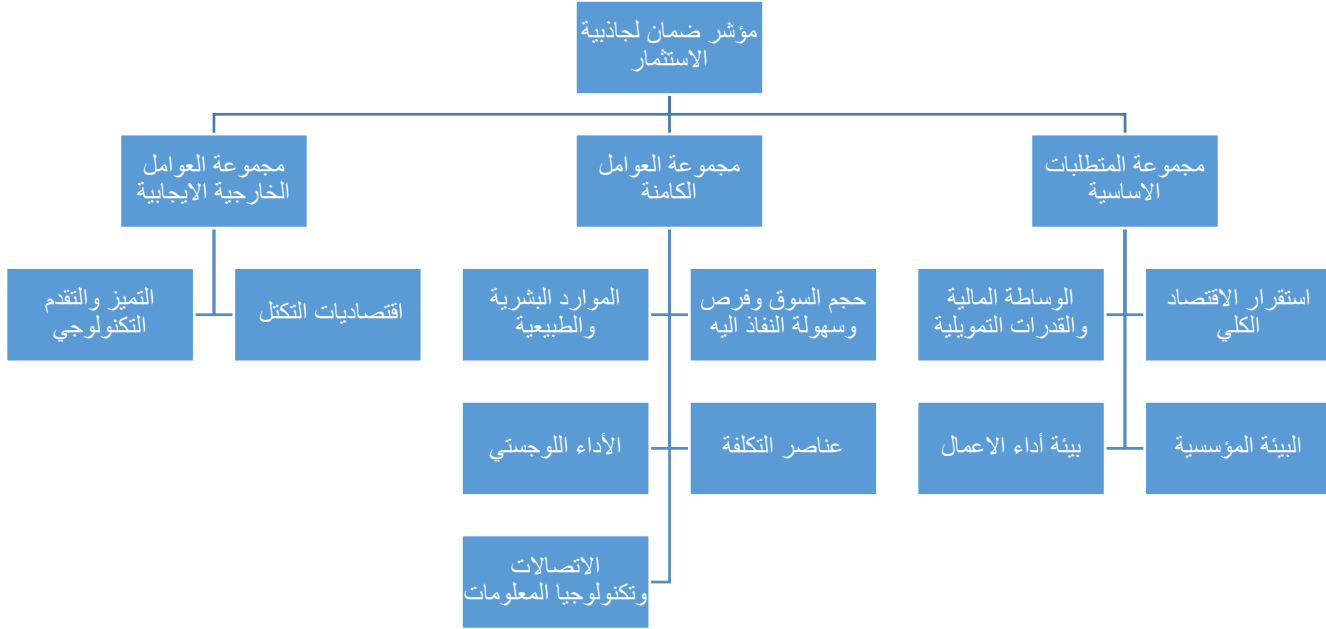 مؤشر ضمان لجاذبية
الاستثمار
مجموعة المتطلبات
الاساسية
مجموعة العوامل
الكامنة
مجموعة العوامل
الخارجية الايجابية
استقرار الاقتصاد
الكلي
الوساطة المالية
والقدرات التمويلية
حجم السوق وفرص
وسهولة النفاذ اليه
الموارد البشرية
والطبيعية
اقتصاديات التكتل
التميز والتقدم
التكنولوجي
البيئة المؤسسية
بيئة أداء الاعمال
عناصر التكلفة
الأداء اللوجستي
الاتصالات
وتكنولوجيا المعلومات